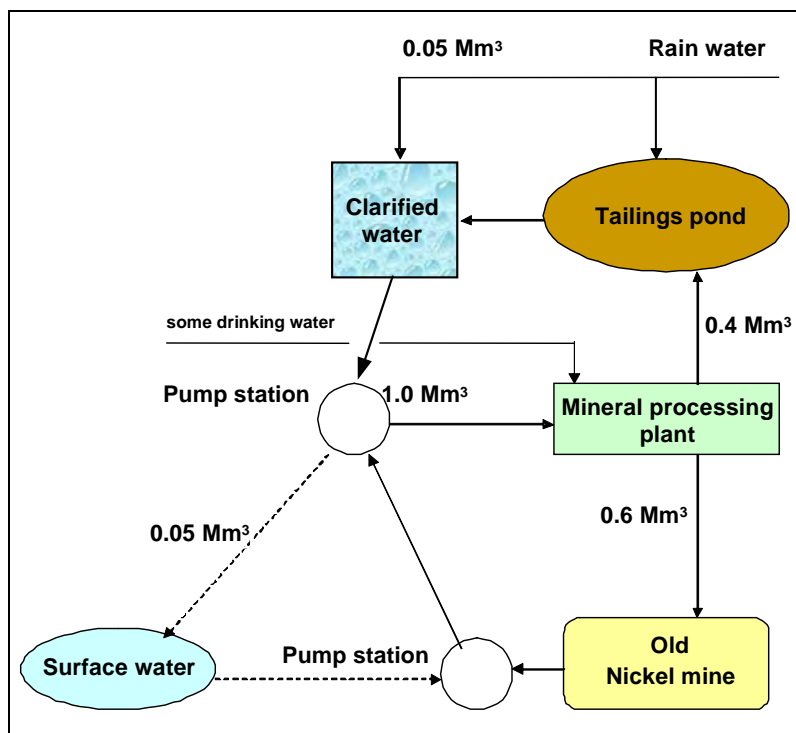 0.05 Mm³ Rain water
Clarified
water
Tailings pond
some drinking water
0.4 Mm³
Pump station
1.0 Mm³
Mineral processing
plant
0.05 Mm³
0.6 Mm³
Surface water
Pump station
Old
Nickel mine